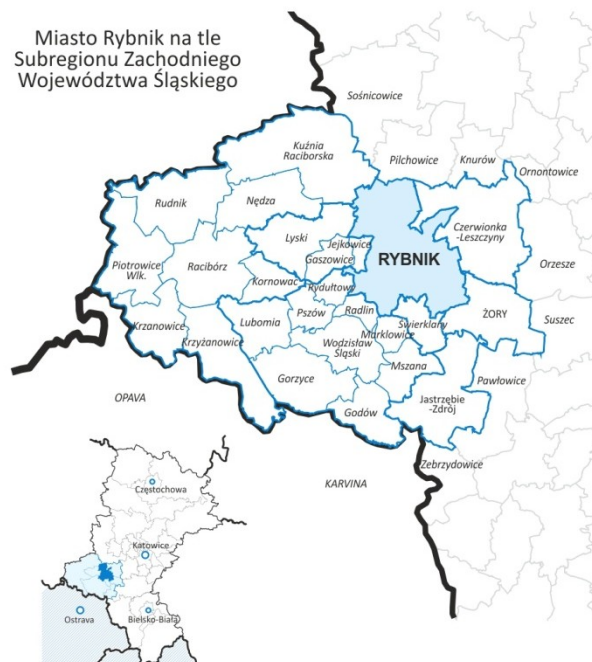 Miasto Rybnik na tle
Subregionu Zachodniego
Województwa Śląskiego
Sośnicowice
Kuźnia
Raciborska
Pilchowice
Knurów
Ornontowice
Rudnik
Nędza
Lyski
Jejkowice
Gaszowice
RYBNIK
Czerwionka
-Leszczyny
Orzesze
Piotrowice
Wlk.
Racibórz
Kornowac
Rydułtowy
Krzanowice
Krzyżanowice
Lubomia
Pszów
Radlin
Marklowice
Świerklany
ŻORY
Suszec
Wodzisław
Śląski
Mszana
Gorzyce
Godów
Jastrzębie
-Zdrój
Pawłowice
OPAVA
Zebrzydowice
KARVINA
Częstochowa
Katowice
Ostrava
Bielsko-Biała